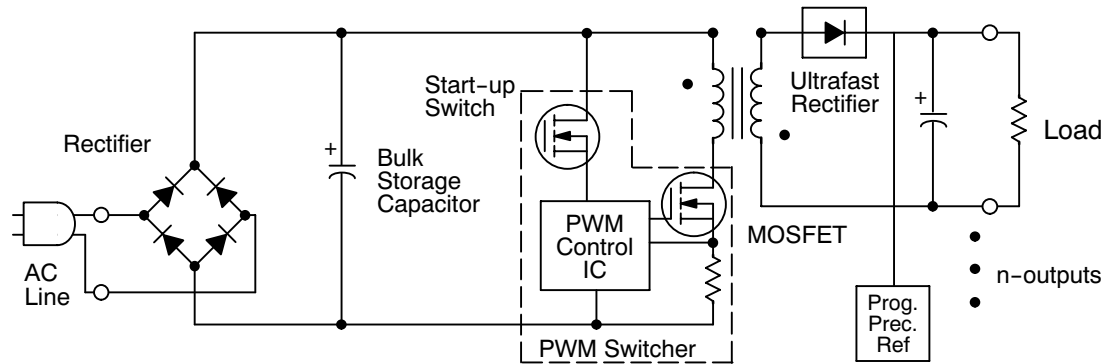 Start-up
Switch
Ultrafast
Rectifier
+
Rectifier
+
Bulk
Storage
Capacitor
Load
PWM
Control
IC
MOSFET
AC
Line
n-outputs
Prog.
Prec.
Ref
PWM Switcher